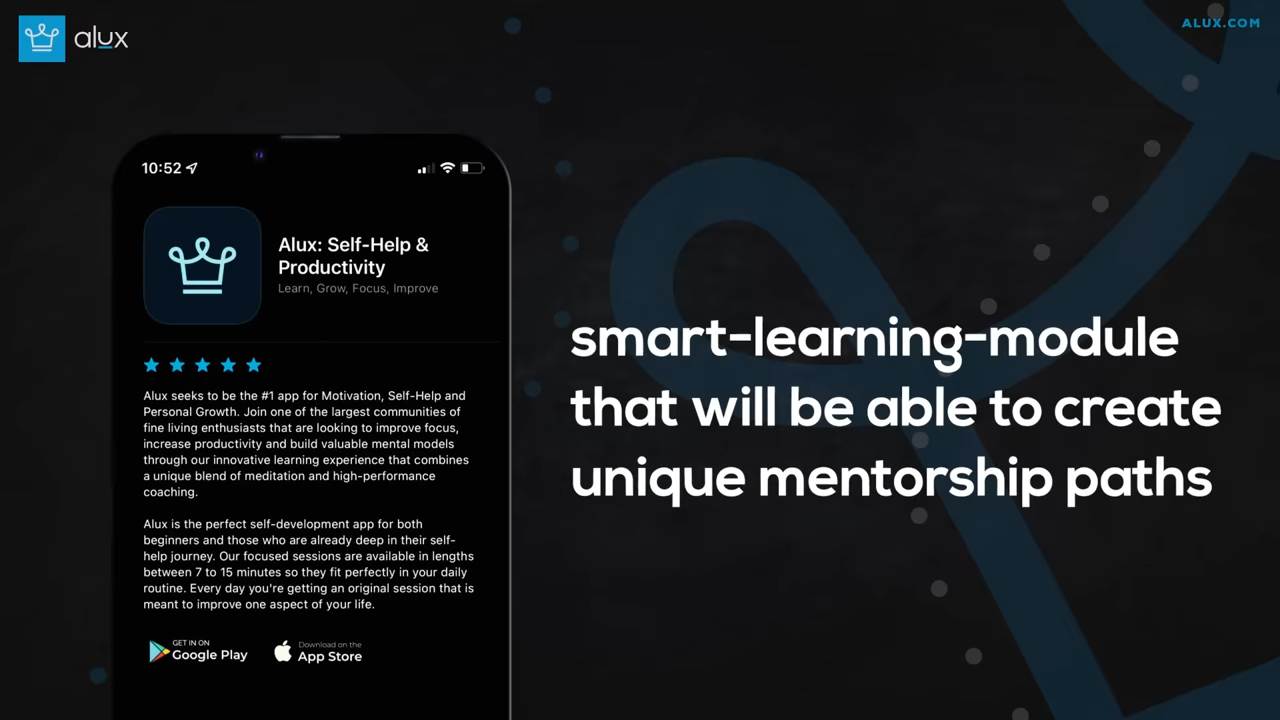 alux
ALUX.COM
10:52
Alux: Self-Help &
Productivity
Learn, Grow, Focus, Improve
Alux seeks to be the #1 app for Motivation, Self-Help and
Personal Growth. Join one of the largest communities of
fine living enthusiasts that are looking to improve focus,
increase productivity and build valuable mental models
through our innovative learning experience that combines
a unique blend of meditation and high-performance
coaching.
Alux is the perfect self-development app for both
beginners and those who are already deep in their self-
help journey. Our focused sessions are available in lengths
between 7 to 15 minutes so they fit perfectly in your daily
routine. Every day you're getting an original session that is
meant to improve one aspect of your life.
GET IN ON
Google Play
Download on the
App Store
smart-learning-module
that will be able to create
unique mentorship paths